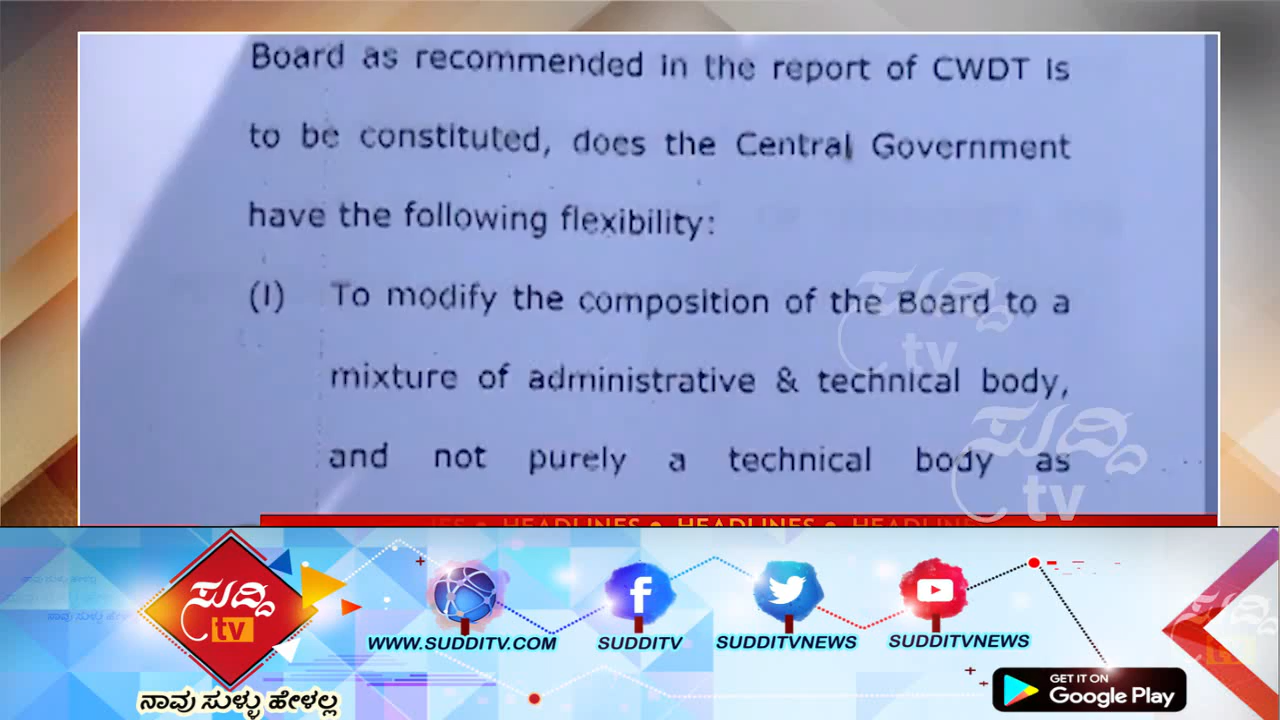 Board as recommended in the report of CWDT is
to be constituted, does the Central Government
have the following flexibility:
(I) To modify the composition of the Board to a
mixture of administrative & technical body,
and not purely a technical body as
ಸುದ್ದಿ
tv
ಸುದ್ದಿ
tv
HEADLINES • HEADLINES •
ಸುದ್ದಿ
tv
ನಾವು ಸುಳ್ಳು ಹೇಳಲ್ಲ
WWW.SUDDITV.COM
SUDDITV
SUDDITVNEWS
SUDDITVNEWS
GET IT ON
Google Play